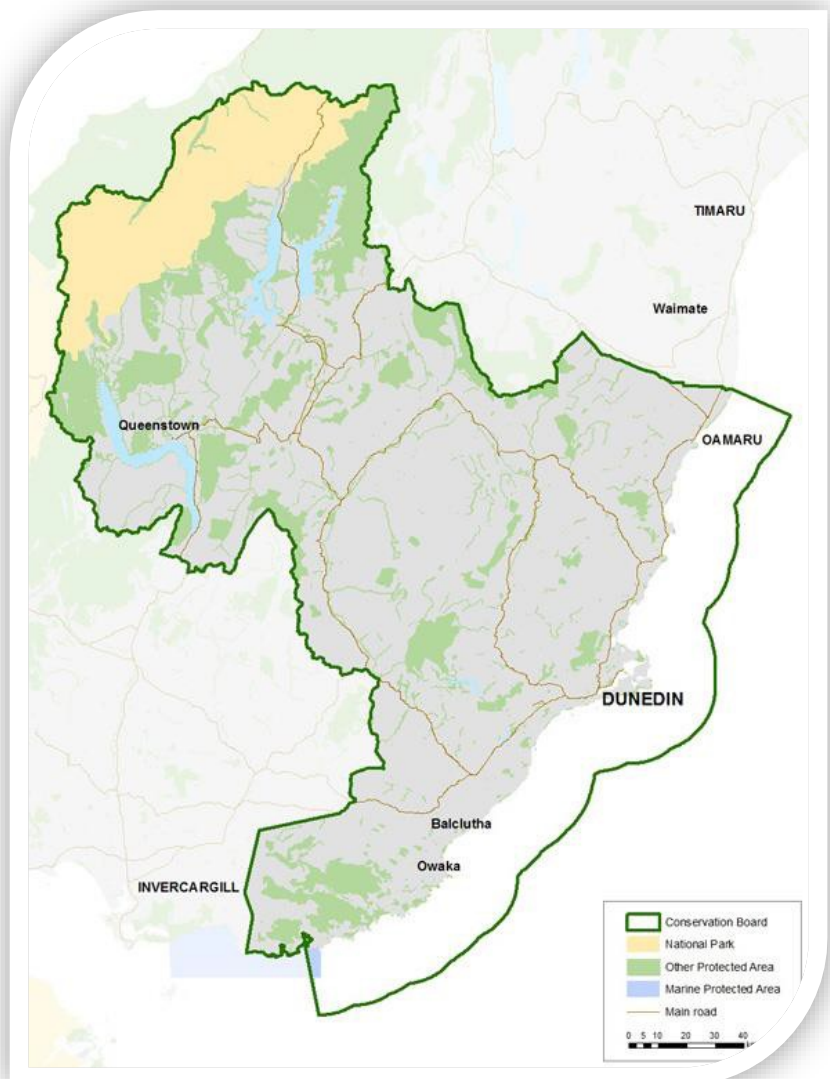 TIMARU
Waimate
Queenstown
OAMARU
DUNEDIN
Balclutha
Owaka
INVERCARGILL
Conservation Board
National Park
Other Protected Area
Marine Protected Area
Main road
0 5 10 20 30 40